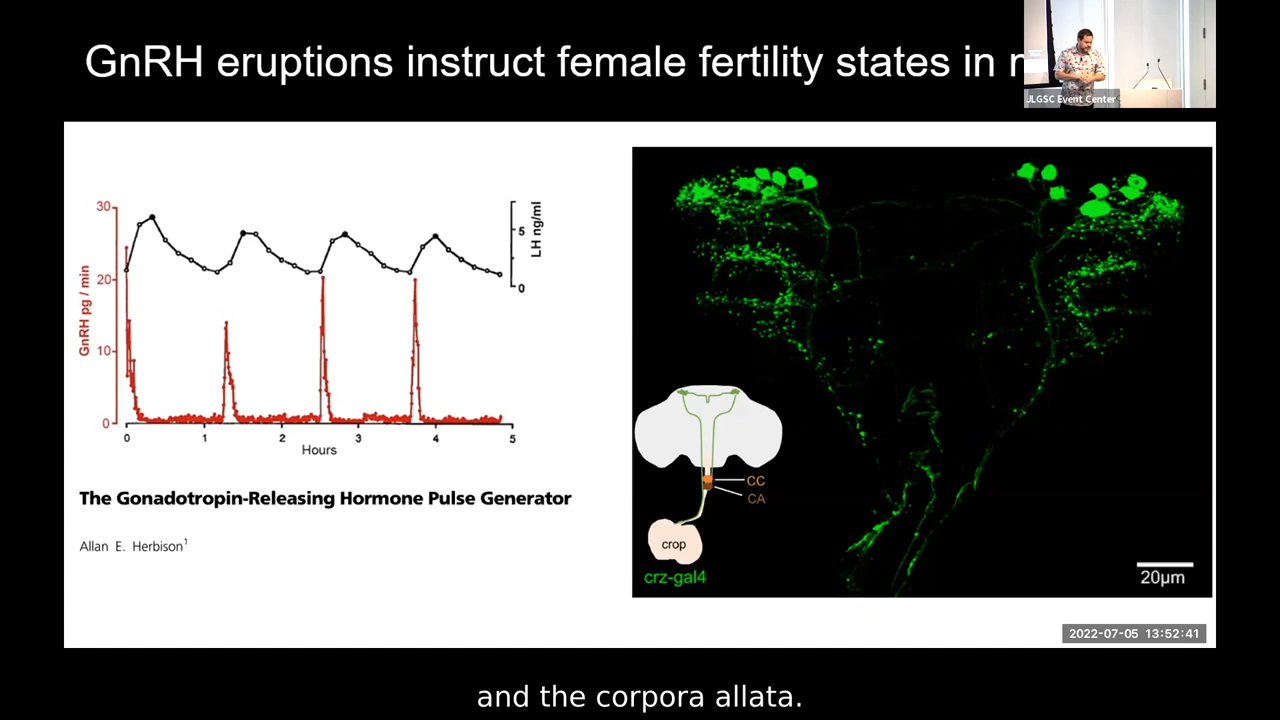 GnRH eruptions instruct female fertility states in
JLGSC Event Center
30
20
10
0
GnRH pg / min
5
0
LH ng/ml
0 1 2 3 4 5
Hours
The Gonadotropin-Releasing Hormone Pulse Generator
Allan E. Herbison1
CC
CA
crop
crz-gal4
20µm
2022-07-05 13:52:41
and the corpora allata.